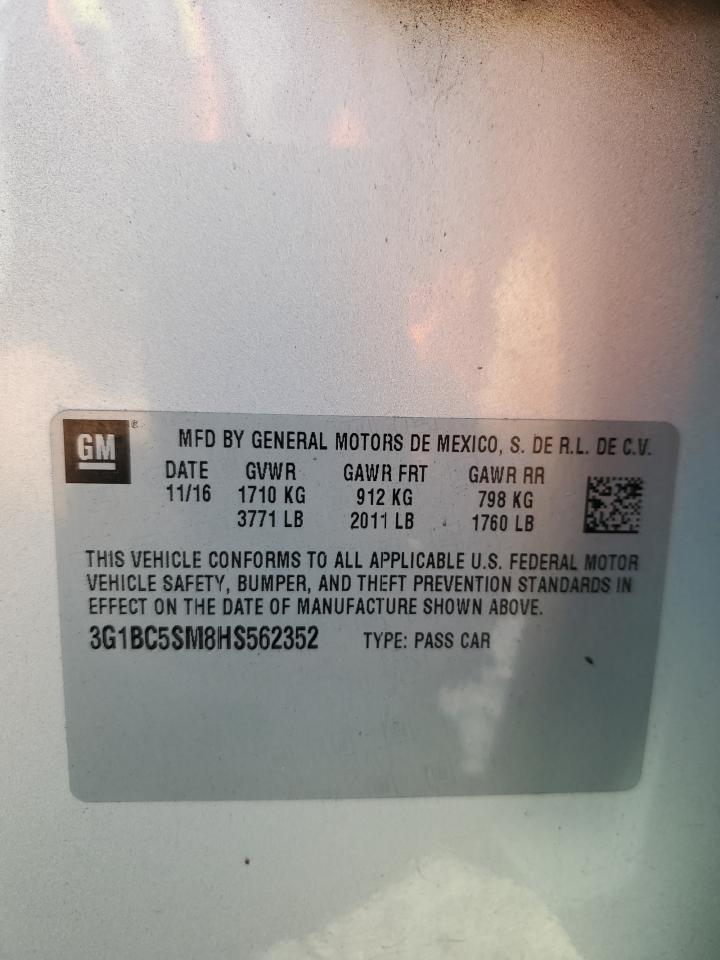 GM ®
MFD BY GENERAL MOTORS DE MEXICO, S. DE R.L. DE C.V.
DATE GVWR GAWR FRT GAWR RR
11/16 1710 KG 912 KG 798 KG
3771 LB 2011 LB 1760 LB
THIS VEHICLE CONFORMS TO ALL APPLICABLE U.S. FEDERAL MOTOR
VEHICLE SAFETY, BUMPER, AND THEFT PREVENTION STANDARDS IN
EFFECT ON THE DATE OF MANUFACTURE SHOWN ABOVE.
3G1BC5SM8HS562352 TYPE: PASS CAR